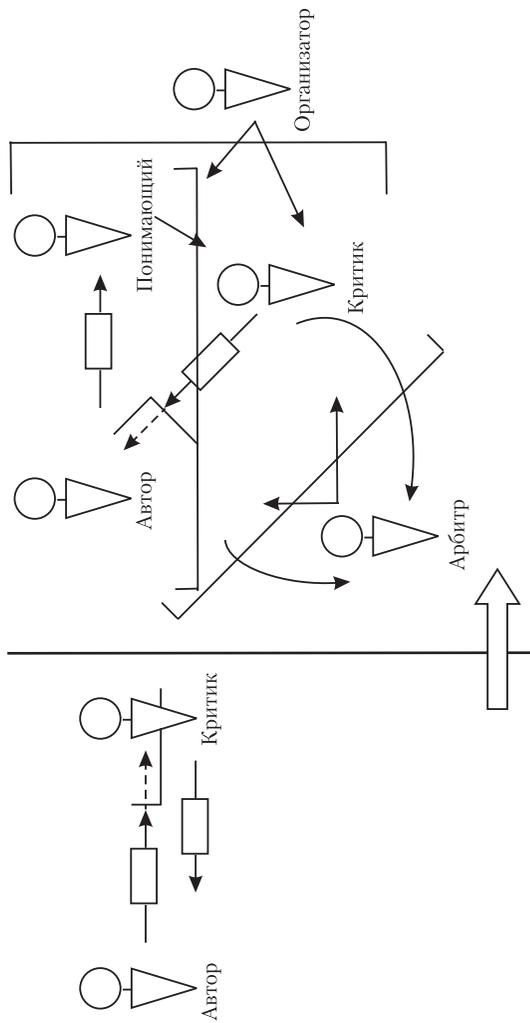 Автор
Критик
Автор
Понимающий
Критик
Арбитр
Организатор